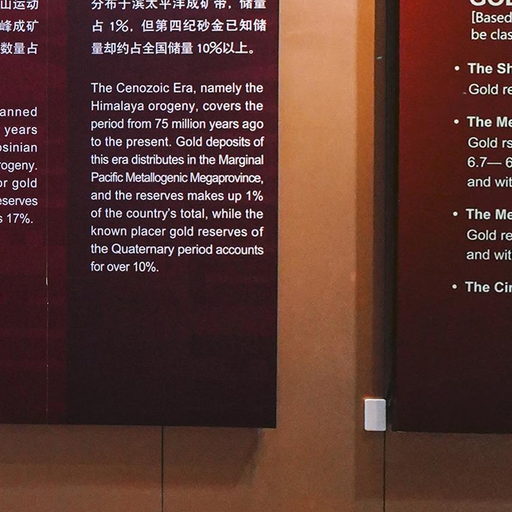 山运动
峰成矿
数量占
anned
years
osinian
rogeny.
or gold
eserves
s 17%.
分布于滨太平洋成矿带，储量
占 1%，但第四纪砂金已知储
量却约占全国储量 10%以上。
The Cenozoic Era, namely the
Himalaya orogeny, covers the
period from 75 million years ago
to the present. Gold deposits of
this era distributes in the Marginal
Pacific Metallogenic Megaprovince,
and the reserves makes up 1%
of the country's total, while the
known placer gold reserves of
the Quaternary period accounts
for over 10%.
[Based
be clas
• The Sh
Gold re
• The Me
Gold rs
6.7— 6
and wit
• The Me
Gold re
and wit
• The Cir